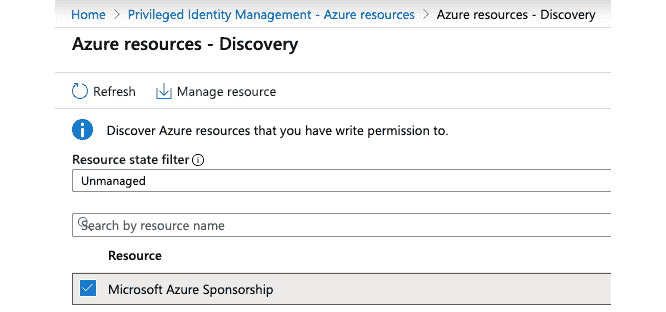 Home > Privileged Identity Management - Azure resources > Azure resources - Discovery
Azure resources - Discovery
Refresh Manage resource
Discover Azure resources that you have write permission to.
Resource state filter
Unmanaged
Search by resource name
Resource
Microsoft Azure Sponsorship